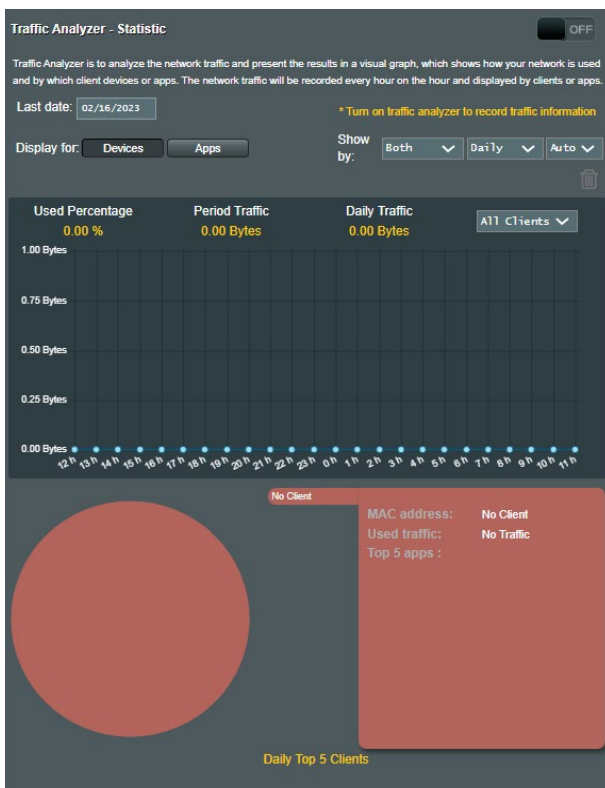 Traffic Analyzer - Statistic
OFF
Traffic Analyzer is to analyze the network traffic and present the results in a visual graph, which shows how your network is used
and by which client devices or apps. The network traffic will be recorded every hour on the hour and displayed by clients or apps.
Last date: 02/16/2023
* Turn on traffic analyzer to record traffic information
Display for: Devices Apps
Show by: Both Daily Auto
Used Percentage Period Traffic Daily Traffic All Clients
0.00 % 0.00 Bytes 0.00 Bytes
1.00 Bytes
0.75 Bytes
0.50 Bytes
0.25 Bytes
0.00 Bytes
12 h 13 h 14 h 15 h 16 h 17 h 18 h 19 h 20 h 21 h 22 h 23 h 0 h 1 h 2 h 3 h 4 h 5 h 6 h 7 h 8 h 9 h 10 h 11 h
No Client
MAC address: No Client
Used traffic: No Traffic
Top 5 apps :
Daily Top 5 Clients